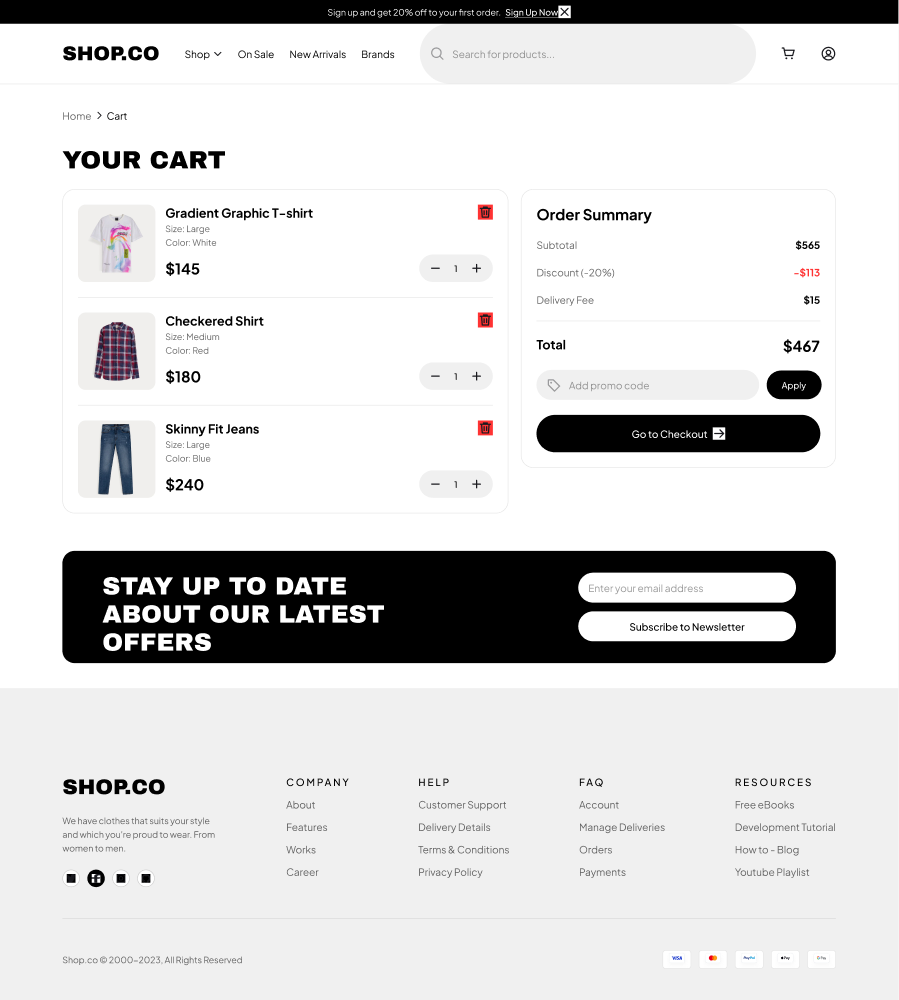 Sign up and get 20% off to your first order. Sign Up Now
SHOP.CO
Shop
On Sale
New Arrivals
Brands
Search for products...
Home
Cart
YOUR CART
Gradient Graphic T-shirt
Size: Large
Color: White
$145
1
Checkered Shirt
Size: Medium
Color: Red
$180
1
Skinny Fit Jeans
Size: Large
Color: Blue
$240
1
Order Summary
Subtotal $565
Discount (-20%) -$113
Delivery Fee $15
Total $467
Add promo code
Apply
Go to Checkout
STAY UP TO DATE
ABOUT OUR LATEST
OFFERS
Enter your email address
Subscribe to Newsletter
SHOP.CO
We have clothes that suits your style
and which you're proud to wear. From
women to men.
COMPANY
About
Features
Works
Career
HELP
Customer Support
Delivery Details
Terms & Conditions
Privacy Policy
FAQ
Account
Manage Deliveries
Orders
Payments
RESOURCES
Free eBooks
Development Tutorial
How to - Blog
Youtube Playlist
Shop.co © 2000-2023, All Rights Reserved
VISA
PayPal
Pay
G Pay